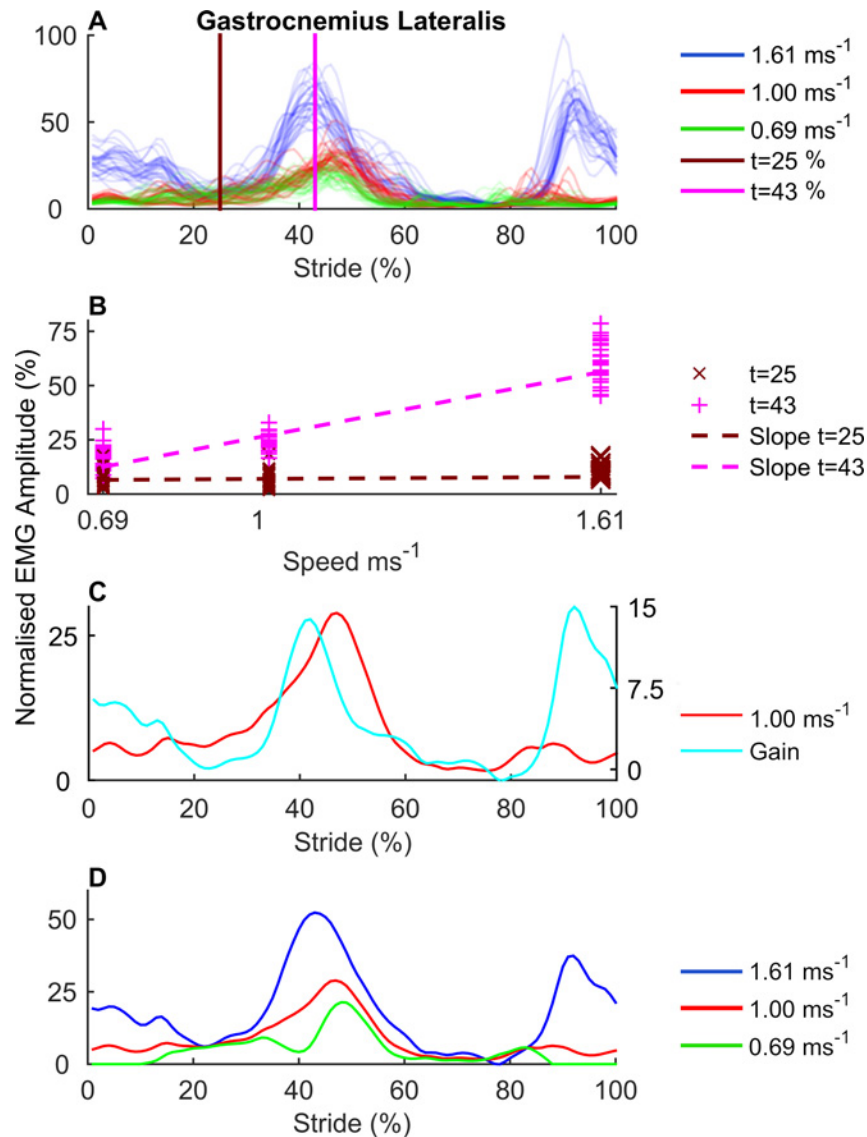 A
Gastrocnemius Lateralis
100
50
0
0 20 40 60 80 100
Stride (%)
1.61 ms⁻¹
1.00 ms⁻¹
0.69 ms⁻¹
t=25 %
t=43 %
Normalised EMG Amplitude (%)
B
75
50
25
0
0.69 1 1.61
Speed ms⁻¹
t=25
t=43
Slope t=25
Slope t=43
C
25
0
15
7.5
0
0 20 40 60 80 100
Stride (%)
1.00 ms⁻¹
Gain
D
50
25
0
0 20 40 60 80 100
Stride (%)
1.61 ms⁻¹
1.00 ms⁻¹
0.69 ms⁻¹